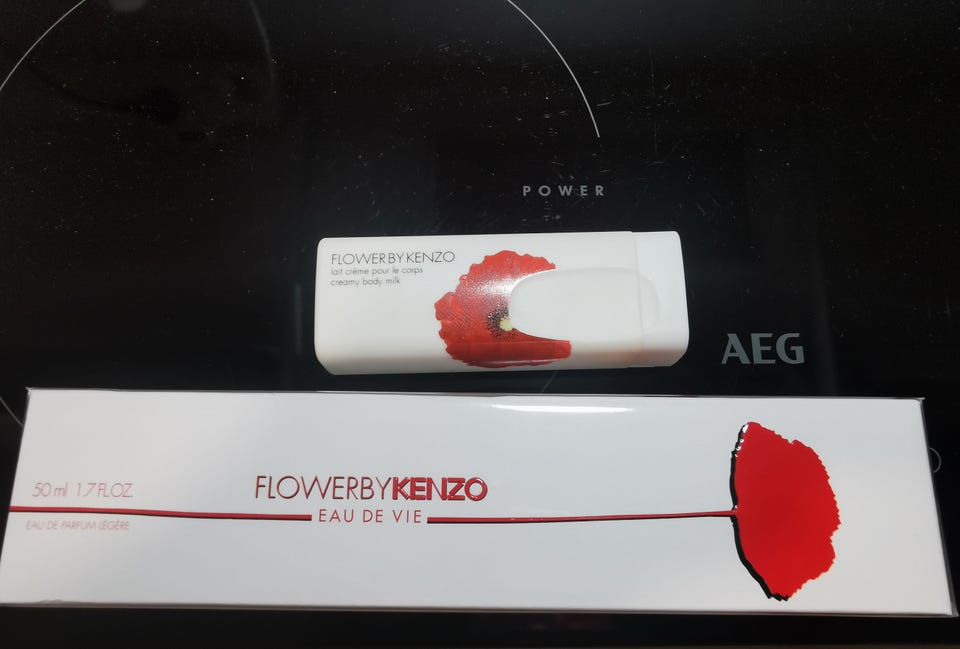 POWER
FLOWERBYKENZO
lait crème pour le corps
creamy body milk
AEG
50 ml 1.7 FL.OZ.
FLOWERBYKENZO
EAU DE VIE
EAU DE PARFUM LÉGÈRE